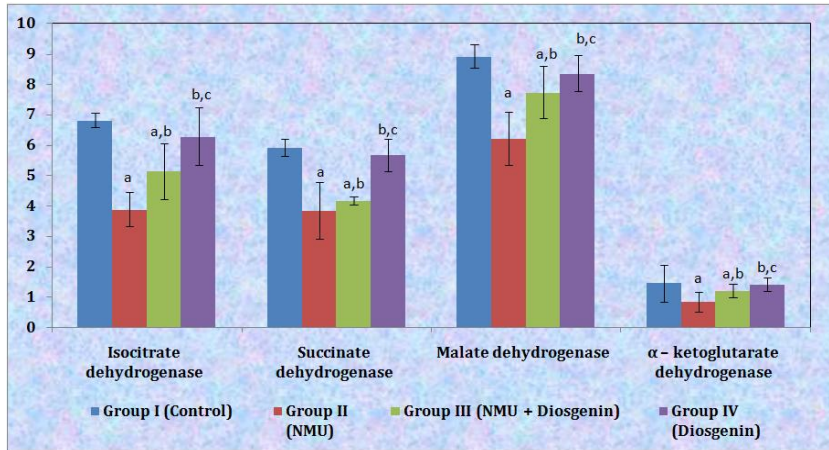 10
9
8
7
6
5
4
3
2
1
0
a
a,b
b,c
a
a,b
b,c
a
a,b
b,c
a
a,b
b,c
Isocitrate
dehydrogenase
Succinate
dehydrogenase
Malate dehydrogenase
α – ketoglutarate
dehydrogenase
Group I (Control)
Group II
(NMU)
Group III (NMU + Diosgenin)
Group IV
(Diosgenin)